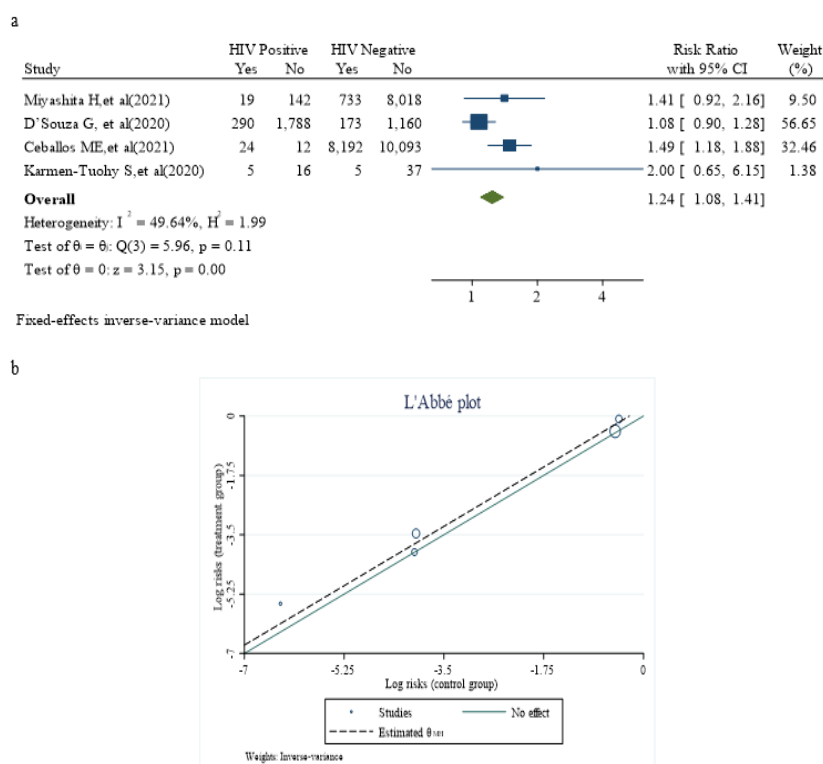 a
HIV Positive HIV Negative Risk Ratio Weight
Study Yes No Yes No with 95% CI (%)
Miyashita H,et al(2021) 19 142 733 8,018 1.41 [ 0.92, 2.16] 9.50
D'Souza G, et al(2020) 290 1,788 173 1,160 1.08 [ 0.90, 1.28] 56.65
Ceballos ME,et al(2021) 24 12 8,192 10,093 1.49 [ 1.18, 1.88] 32.46
Karmen-Tuohy S,et al(2020) 5 16 5 37 2.00 [ 0.65, 6.15] 1.38
Overall 1.24 [ 1.08, 1.41]
Heterogeneity: I² = 49.64%, H² = 1.99
Test of θᵢ = θⱼ: Q(3) = 5.96, p = 0.11
Test of θ = 0: z = 3.15, p = 0.00
1 2 4
Fixed-effects inverse-variance model
b
L'Abbé plot
Log risks (treatment group)
0
-1.75
-3.5
-5.25
-7
-7 -5.25 -3.5 -1.75 0
Log risks (control group)
Studies No effect
Estimated θMH
Weights: Inverse-variance